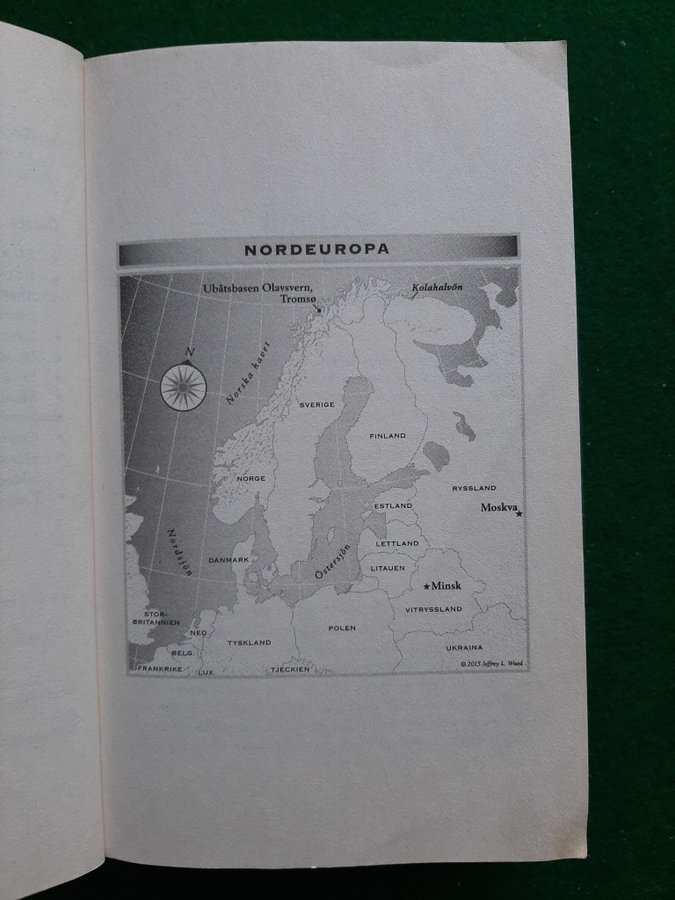 NORDEUROPA
Ubåtsbasen Olavsvern,
Tromsø
Kolahalvön
N
Norska havet
SVERIGE
FINLAND
NORGE
RYSSLAND
Moskva
ESTLAND
Nordsjön
LETTLAND
Östersjön
DANMARK
LITAUEN
Minsk
VITRYSSLAND
STOR-
BRITANNIEN
NED.
POLEN
TYSKLAND
UKRAINA
BELG.
FRANKRIKE
LUX
TJECKIEN
© 2015 Jeffrey L. Ward